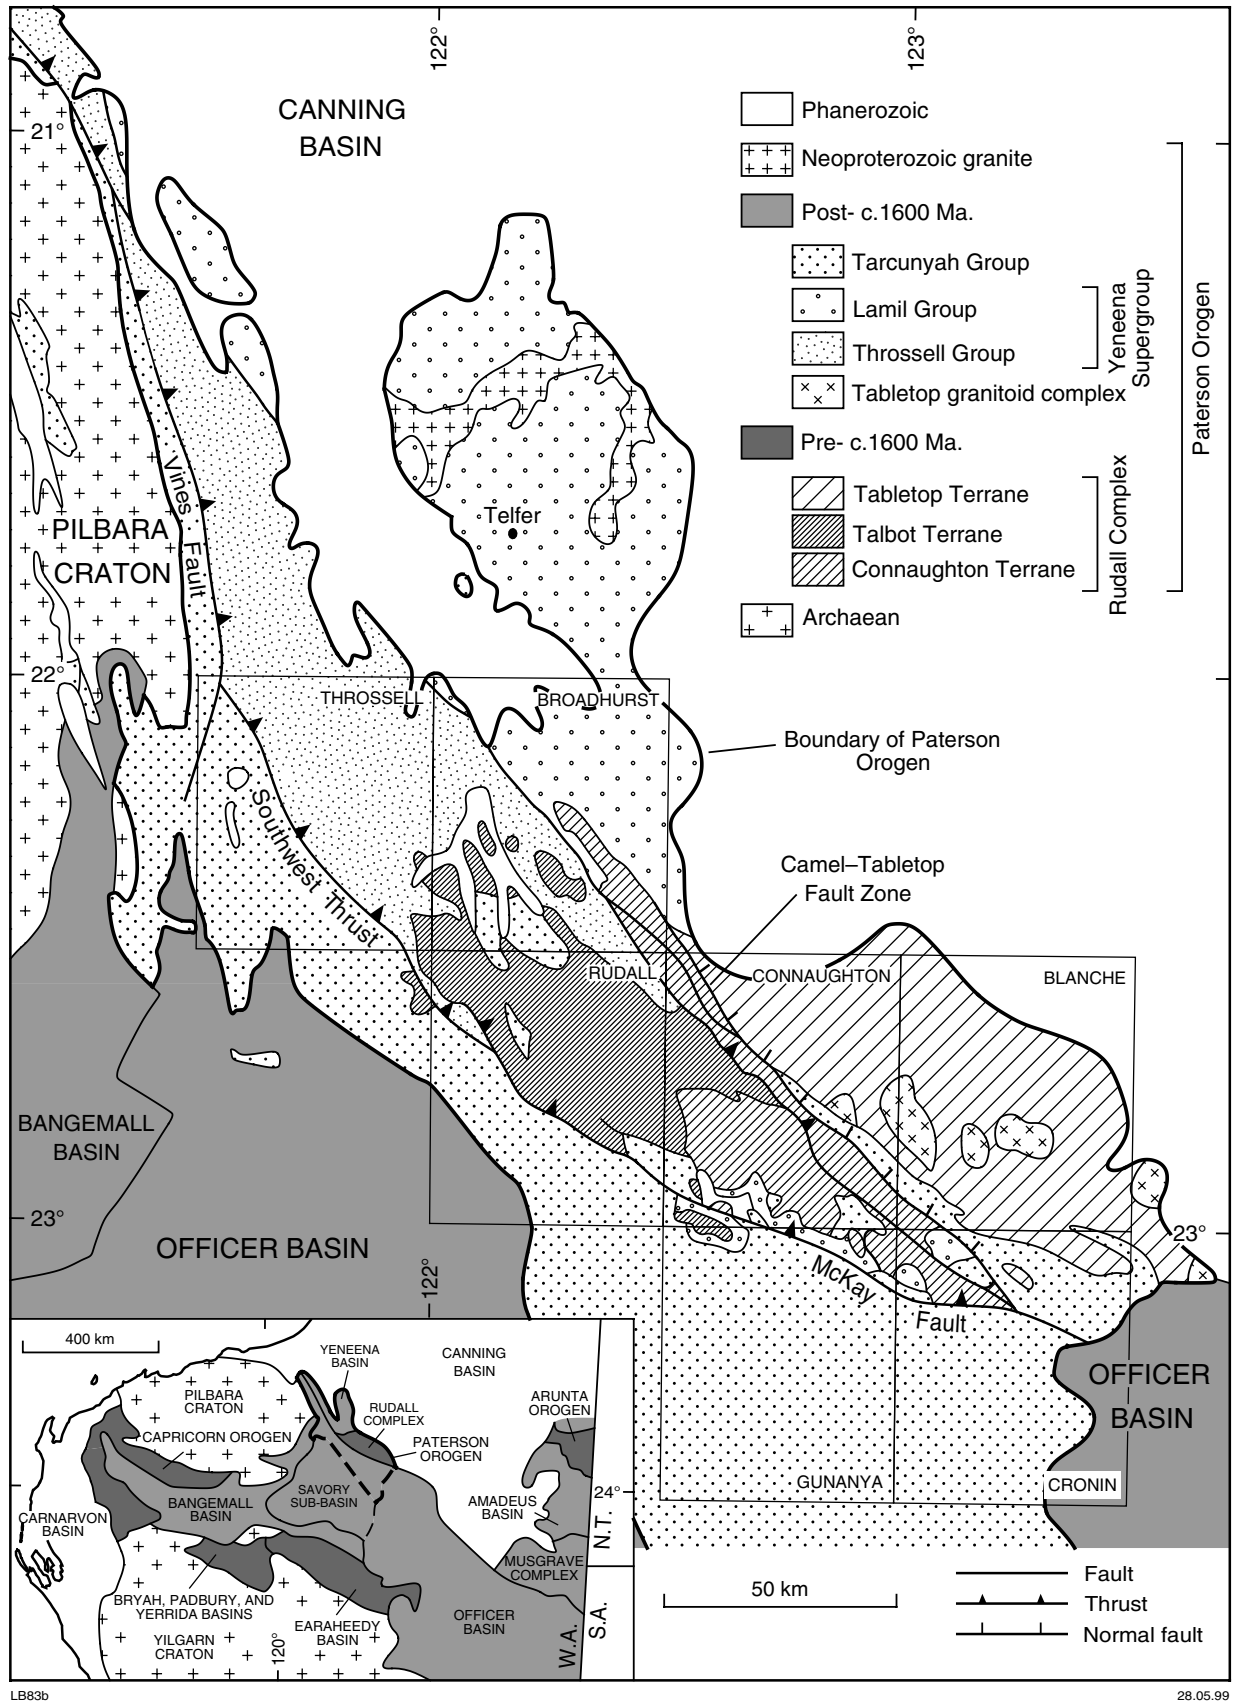 122°
123°
CANNING
BASIN
21°
Phanerozoic
Neoproterozoic granite
Post- c.1600 Ma.
Tarcunyah Group
Lamil Group
Throssell Group
Tabletop granitoid complex
Pre- c.1600 Ma.
Tabletop Terrane
Talbot Terrane
Connaughton Terrane
Archaean
Yeneena
Supergroup
Rudall Complex
Paterson Orogen
Vines Fault
Telfer
PILBARA
CRATON
22°
THROSSELL
BROADHURST
Boundary of Paterson
Orogen
Southwest Thrust
Camel–Tabletop
Fault Zone
RUDALL
CONNAUGHTON
BLANCHE
BANGEMALL
BASIN
23°
OFFICER BASIN
23°
122°
McKay
Fault
OFFICER
BASIN
GUNANYA
CRONIN
24°
50 km
Fault
Thrust
Normal fault
400 km
YENEENA
BASIN
CANNING
BASIN
PILBARA
CRATON
RUDALL
COMPLEX
ARUNTA
OROGEN
CAPRICORN OROGEN
PATERSON
OROGEN
SAVORY
SUB-BASIN
BANGEMALL
BASIN
AMADEUS
BASIN
CARNARVON
BASIN
N.T.
MUSGRAVE
COMPLEX
BRYAH, PADBURY, AND
YERRIDA BASINS
EARAHEEDY
BASIN
OFFICER
BASIN
YILGARN
CRATON
120°
W.A.
S.A.
LB83b
28.05.99